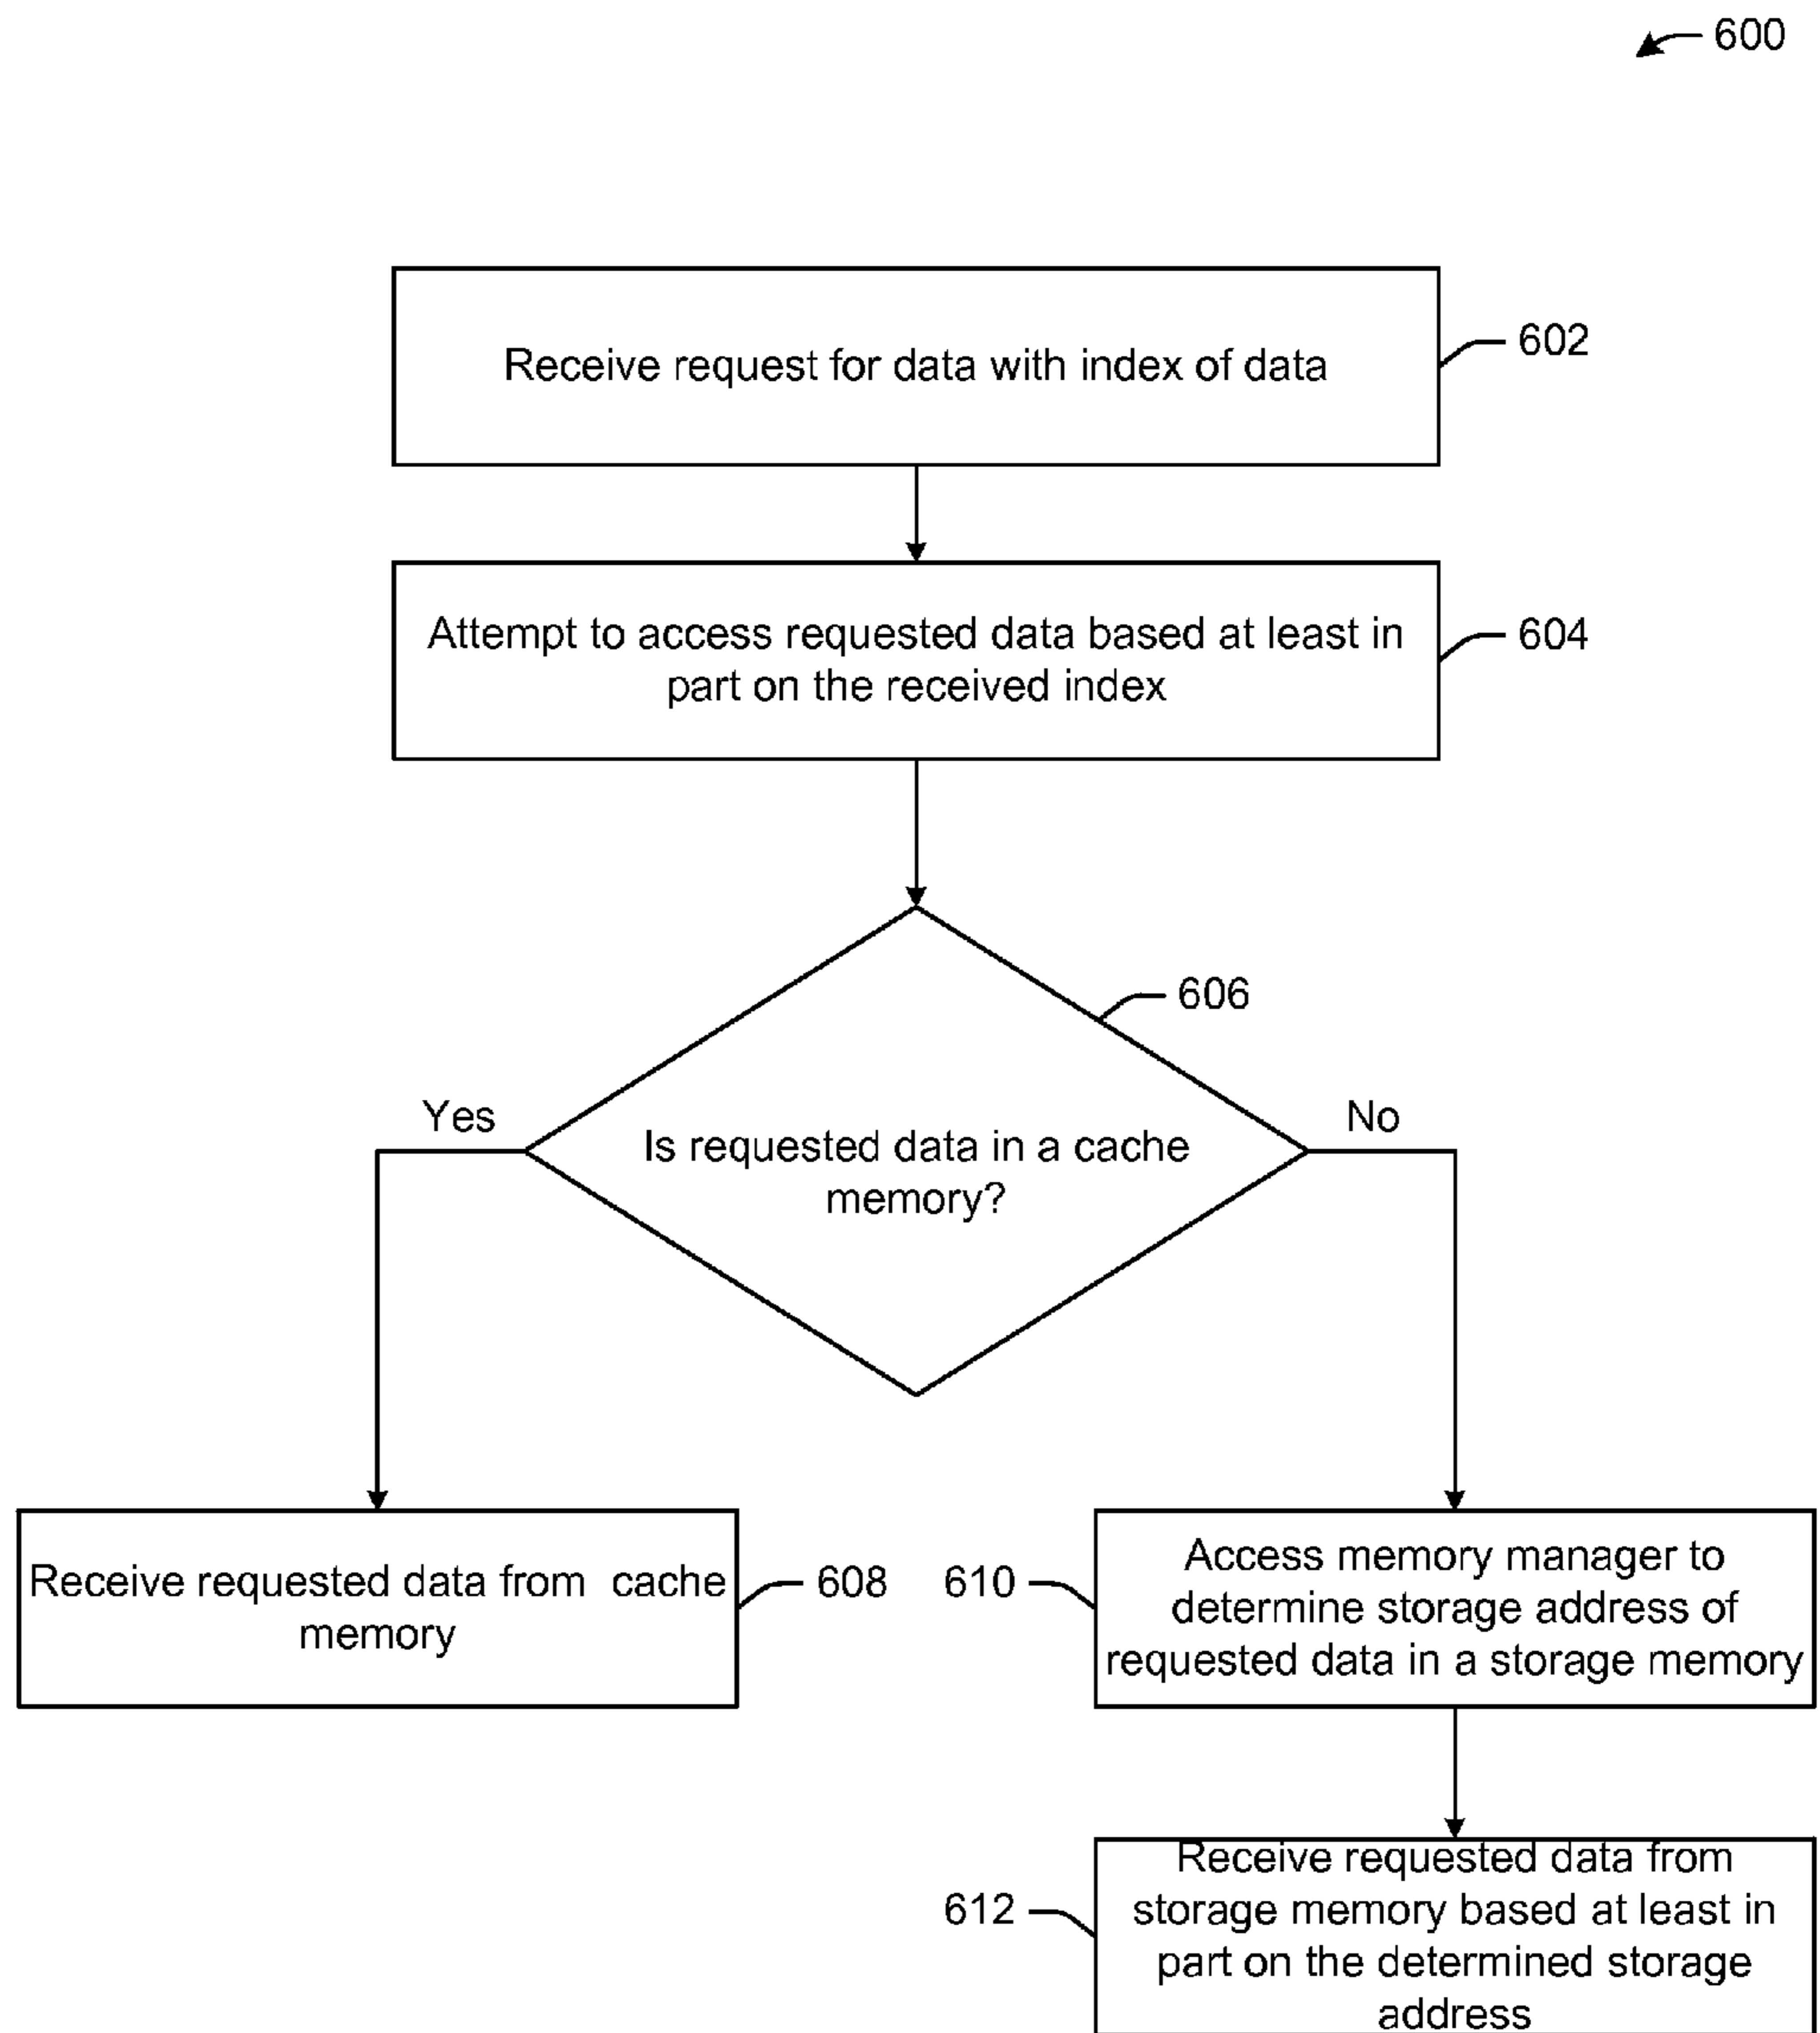 600
Receive request for data with index of data
602
Attempt to access requested data based at least in
part on the received index
604
606
Yes
No
Is requested data in a cache
memory?
Receive requested data from cache
memory
608
610
Access memory manager to
determine storage address of
requested data in a storage memory
612
Receive requested data from
storage memory based at least in
part on the determined storage
address